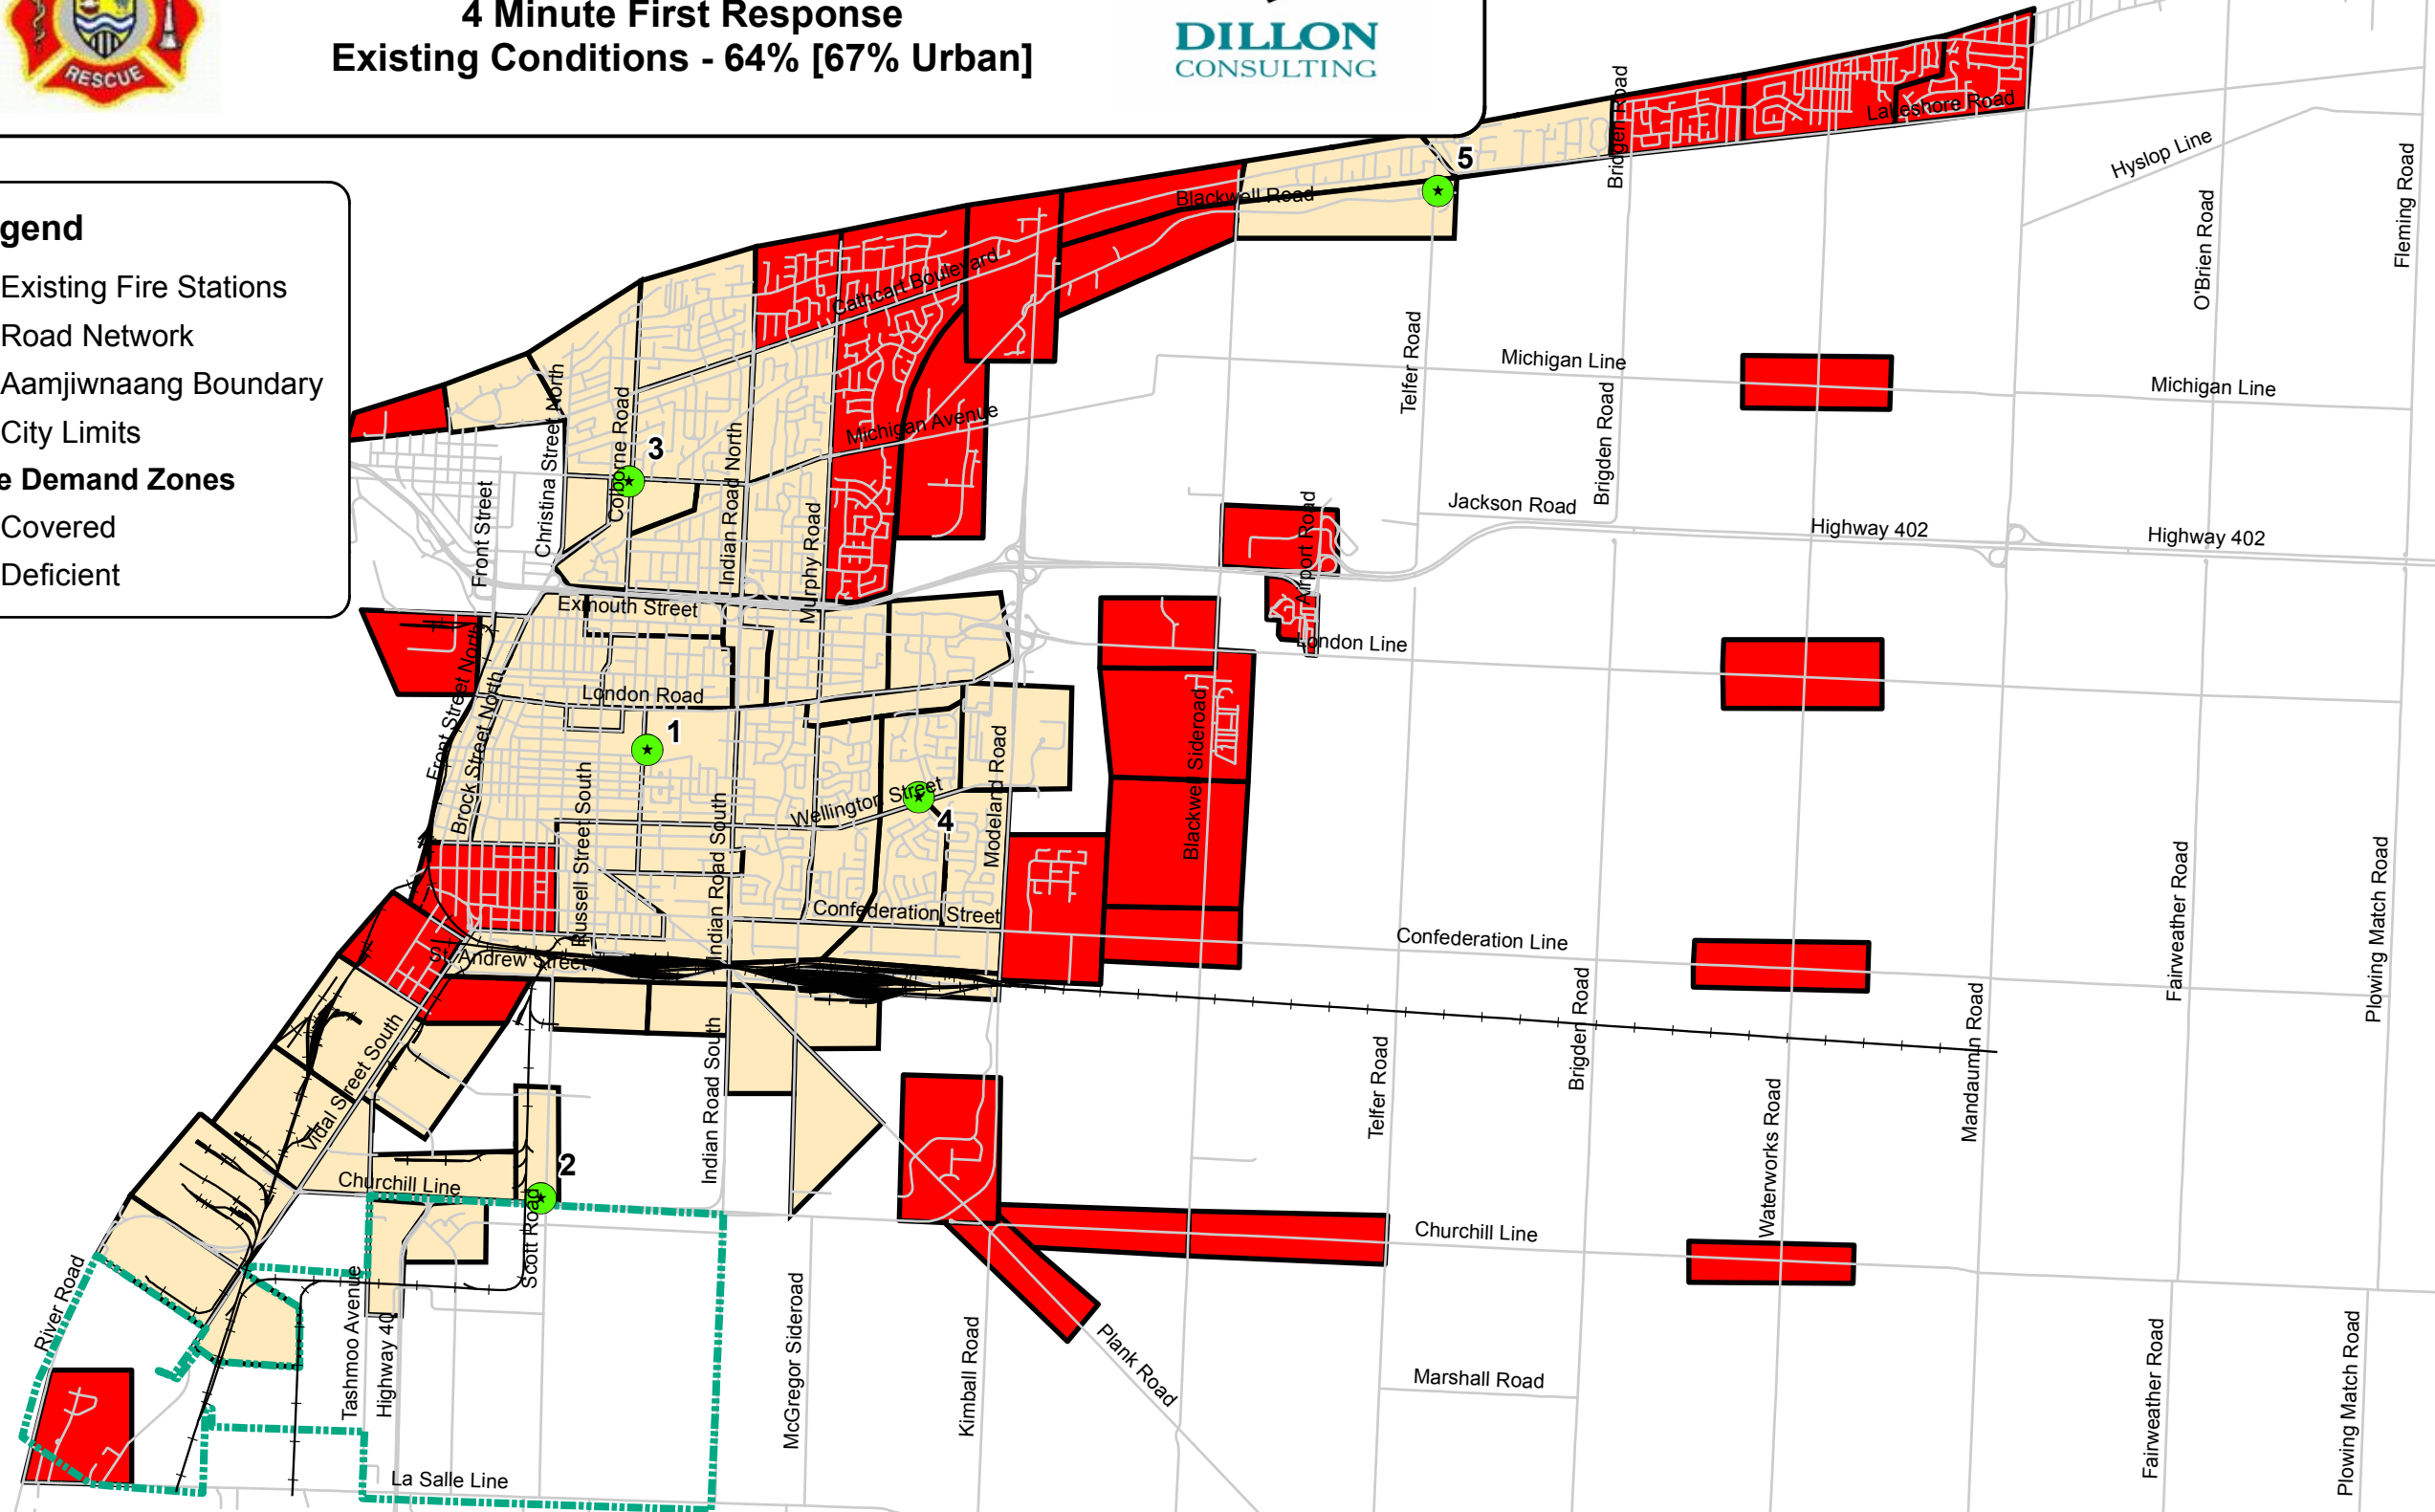 4 Minute First Response
Existing Conditions - 64% [67% Urban]
RESCUE
DILLON
CONSULTING
gend
Existing Fire Stations
Road Network
Aamjiwnaang Boundary
City Limits
e Demand Zones
Covered
Deficient
5
Bridgen Road
Lakeshore Road
Hyslop Line
Blackwell Road
O'Brien Road
Fleming Road
Cathcart Boulevard
Telfer Road
Michigan Line
Michigan Line
Brigden Road
Christina Street North
Colborne Road
3
Indian Road North
Michigan Avenue
Front Street
Murphy Road
Airport Road
Jackson Road
Highway 402
Highway 402
Exmouth Street
London Line
Front Street North
Brock Street North
London Road
1
Russell Street South
Indian Road South
Wellington Street
4
Modeland Road
Blackwell Sideroad
Confederation Street
Confederation Line
St. Andrew Street
Fairweather Road
Plowing Match Road
Vidal Street South
Indian Road South
Telfer Road
Brigden Road
Waterworks Road
Mandaumin Road
2
Churchill Line
Scott Road
Churchill Line
River Road
Tashmoo Avenue
Highway 40
McGregor Sideroad
Kimball Road
Plank Road
Marshall Road
Fairweather Road
Plowing Match Road
La Salle Line